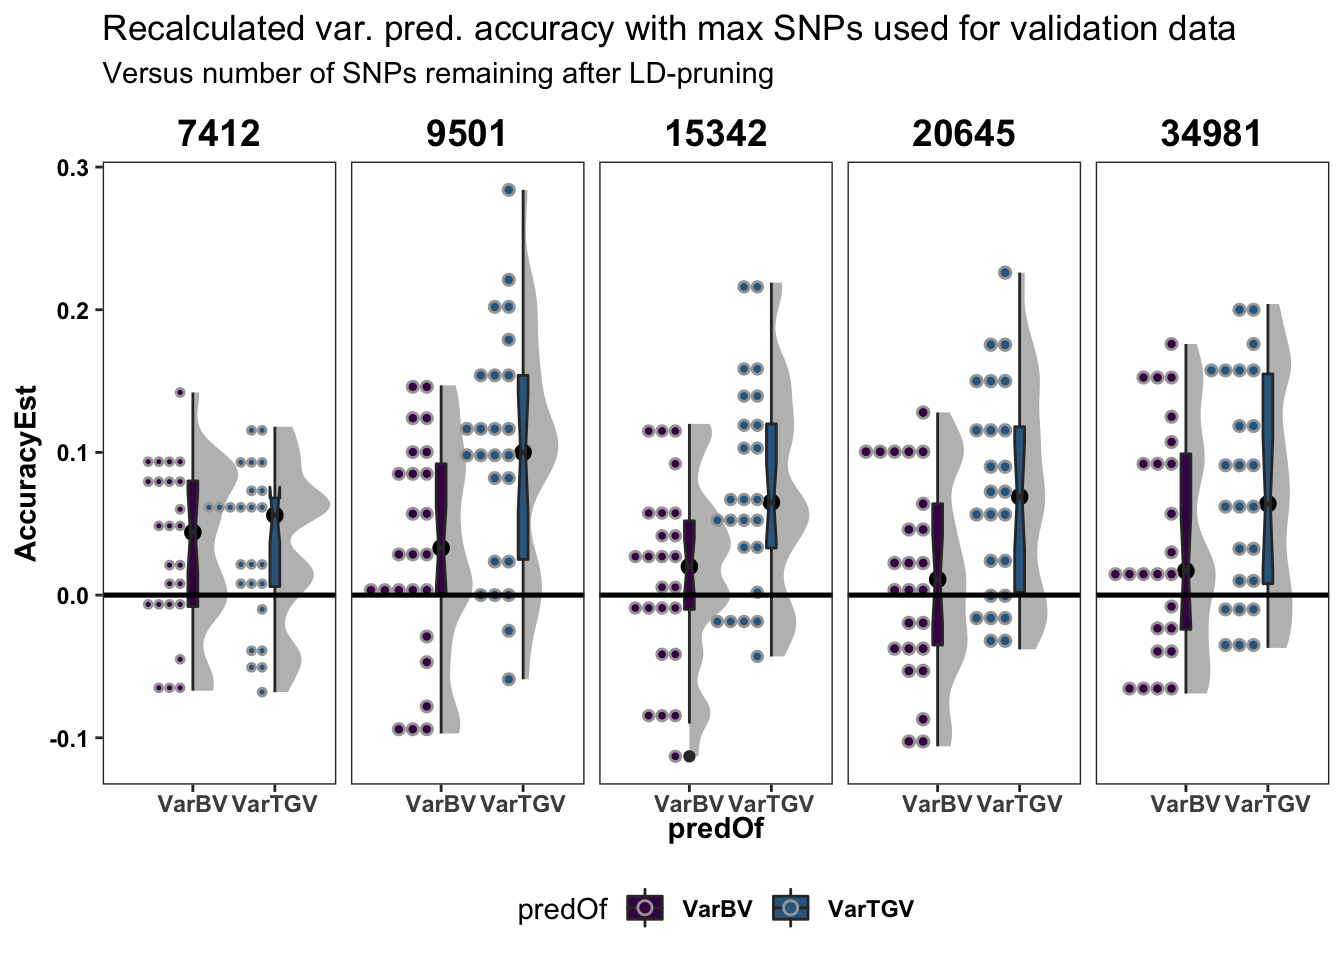 Recalculated var. pred. accuracy with max SNPs used for validation data
Versus number of SNPs remaining after LD-pruning
7412 9501 15342 20645 34981
0.3
0.2
0.1
0.0
-0.1
AccuracyEst
VarBV VarTGV VarBV VarTGV VarBV VarTGV VarBV VarTGV VarBV VarTGV
predOf
predOf VarBV VarTGV